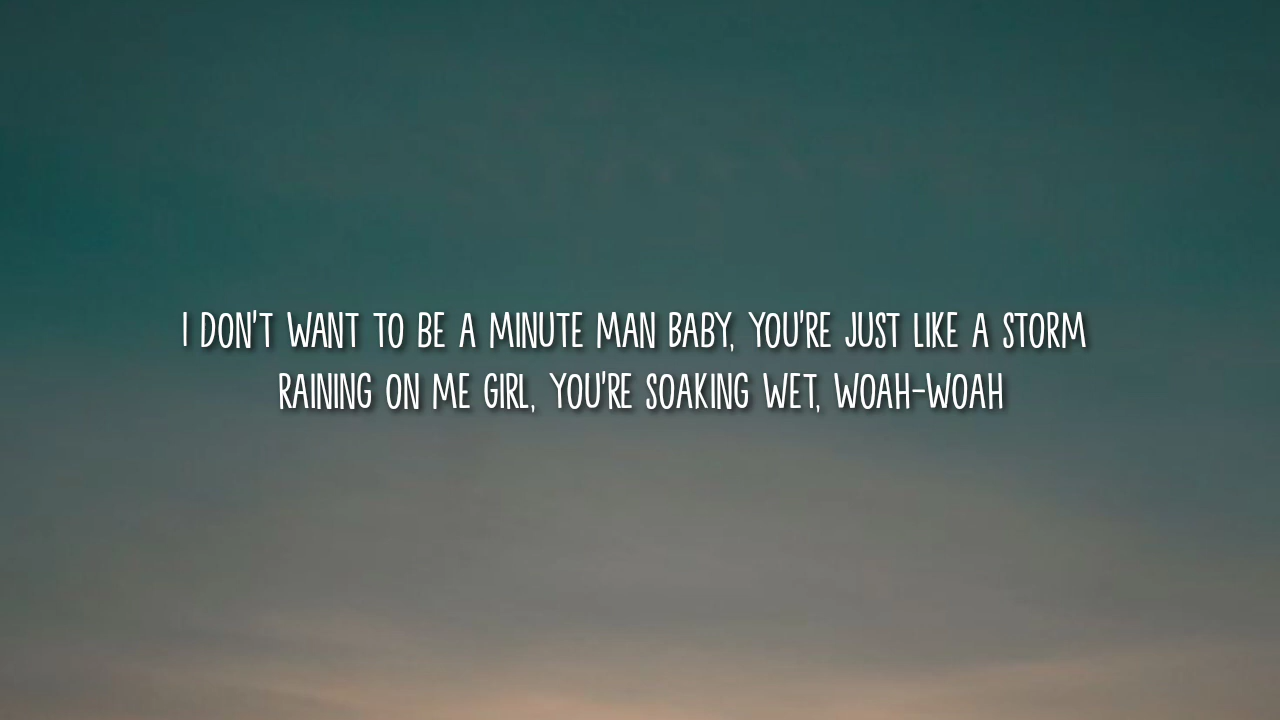 I DON'T WANT TO BE A MINUTE MAN BABY, YOU'RE JUST LIKE A STORM
RAINING ON ME GIRL, YOU'RE SOAKING WET, WOAH-WOAH